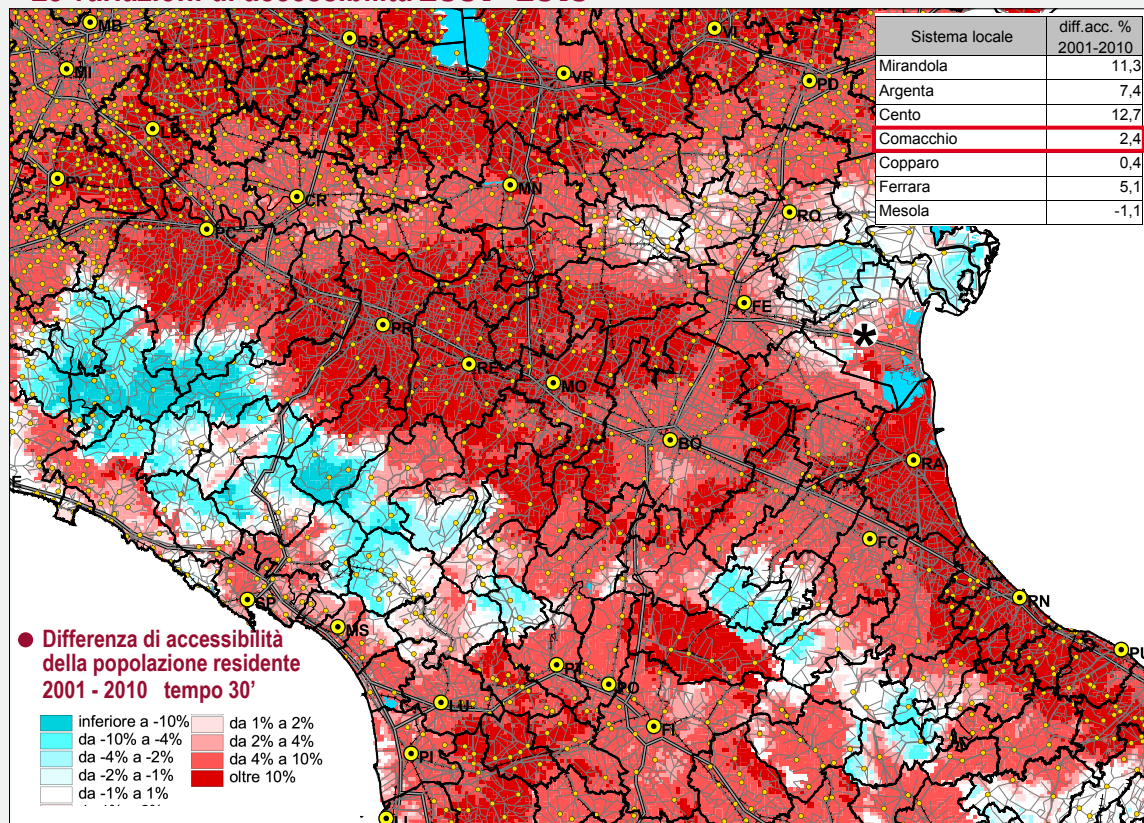 Sistema locale diff.acc. % 2001-2010
Mirandola 11,3
Argenta 7,4
Cento 12,7
Comacchio 2,4
Copparo 0,4
Ferrara 5,1
Mesola -1,1
MB
BS
VI
MI
VR
PD
PV
CR
MN
RO
PC
FE
*
PR
RE
MO
BO
RA
FC
SP
RN
MS
PU
PO
LU
FI
PI
● Differenza di accessibilità
della popolazione residente
2001 - 2010 tempo 30'
inferiore a -10%
da -10% a -4%
da -4% a -2%
da -2% a -1%
da -1% a 1%
da 1% a 2%
da 2% a 4%
da 4% a 10%
oltre 10%